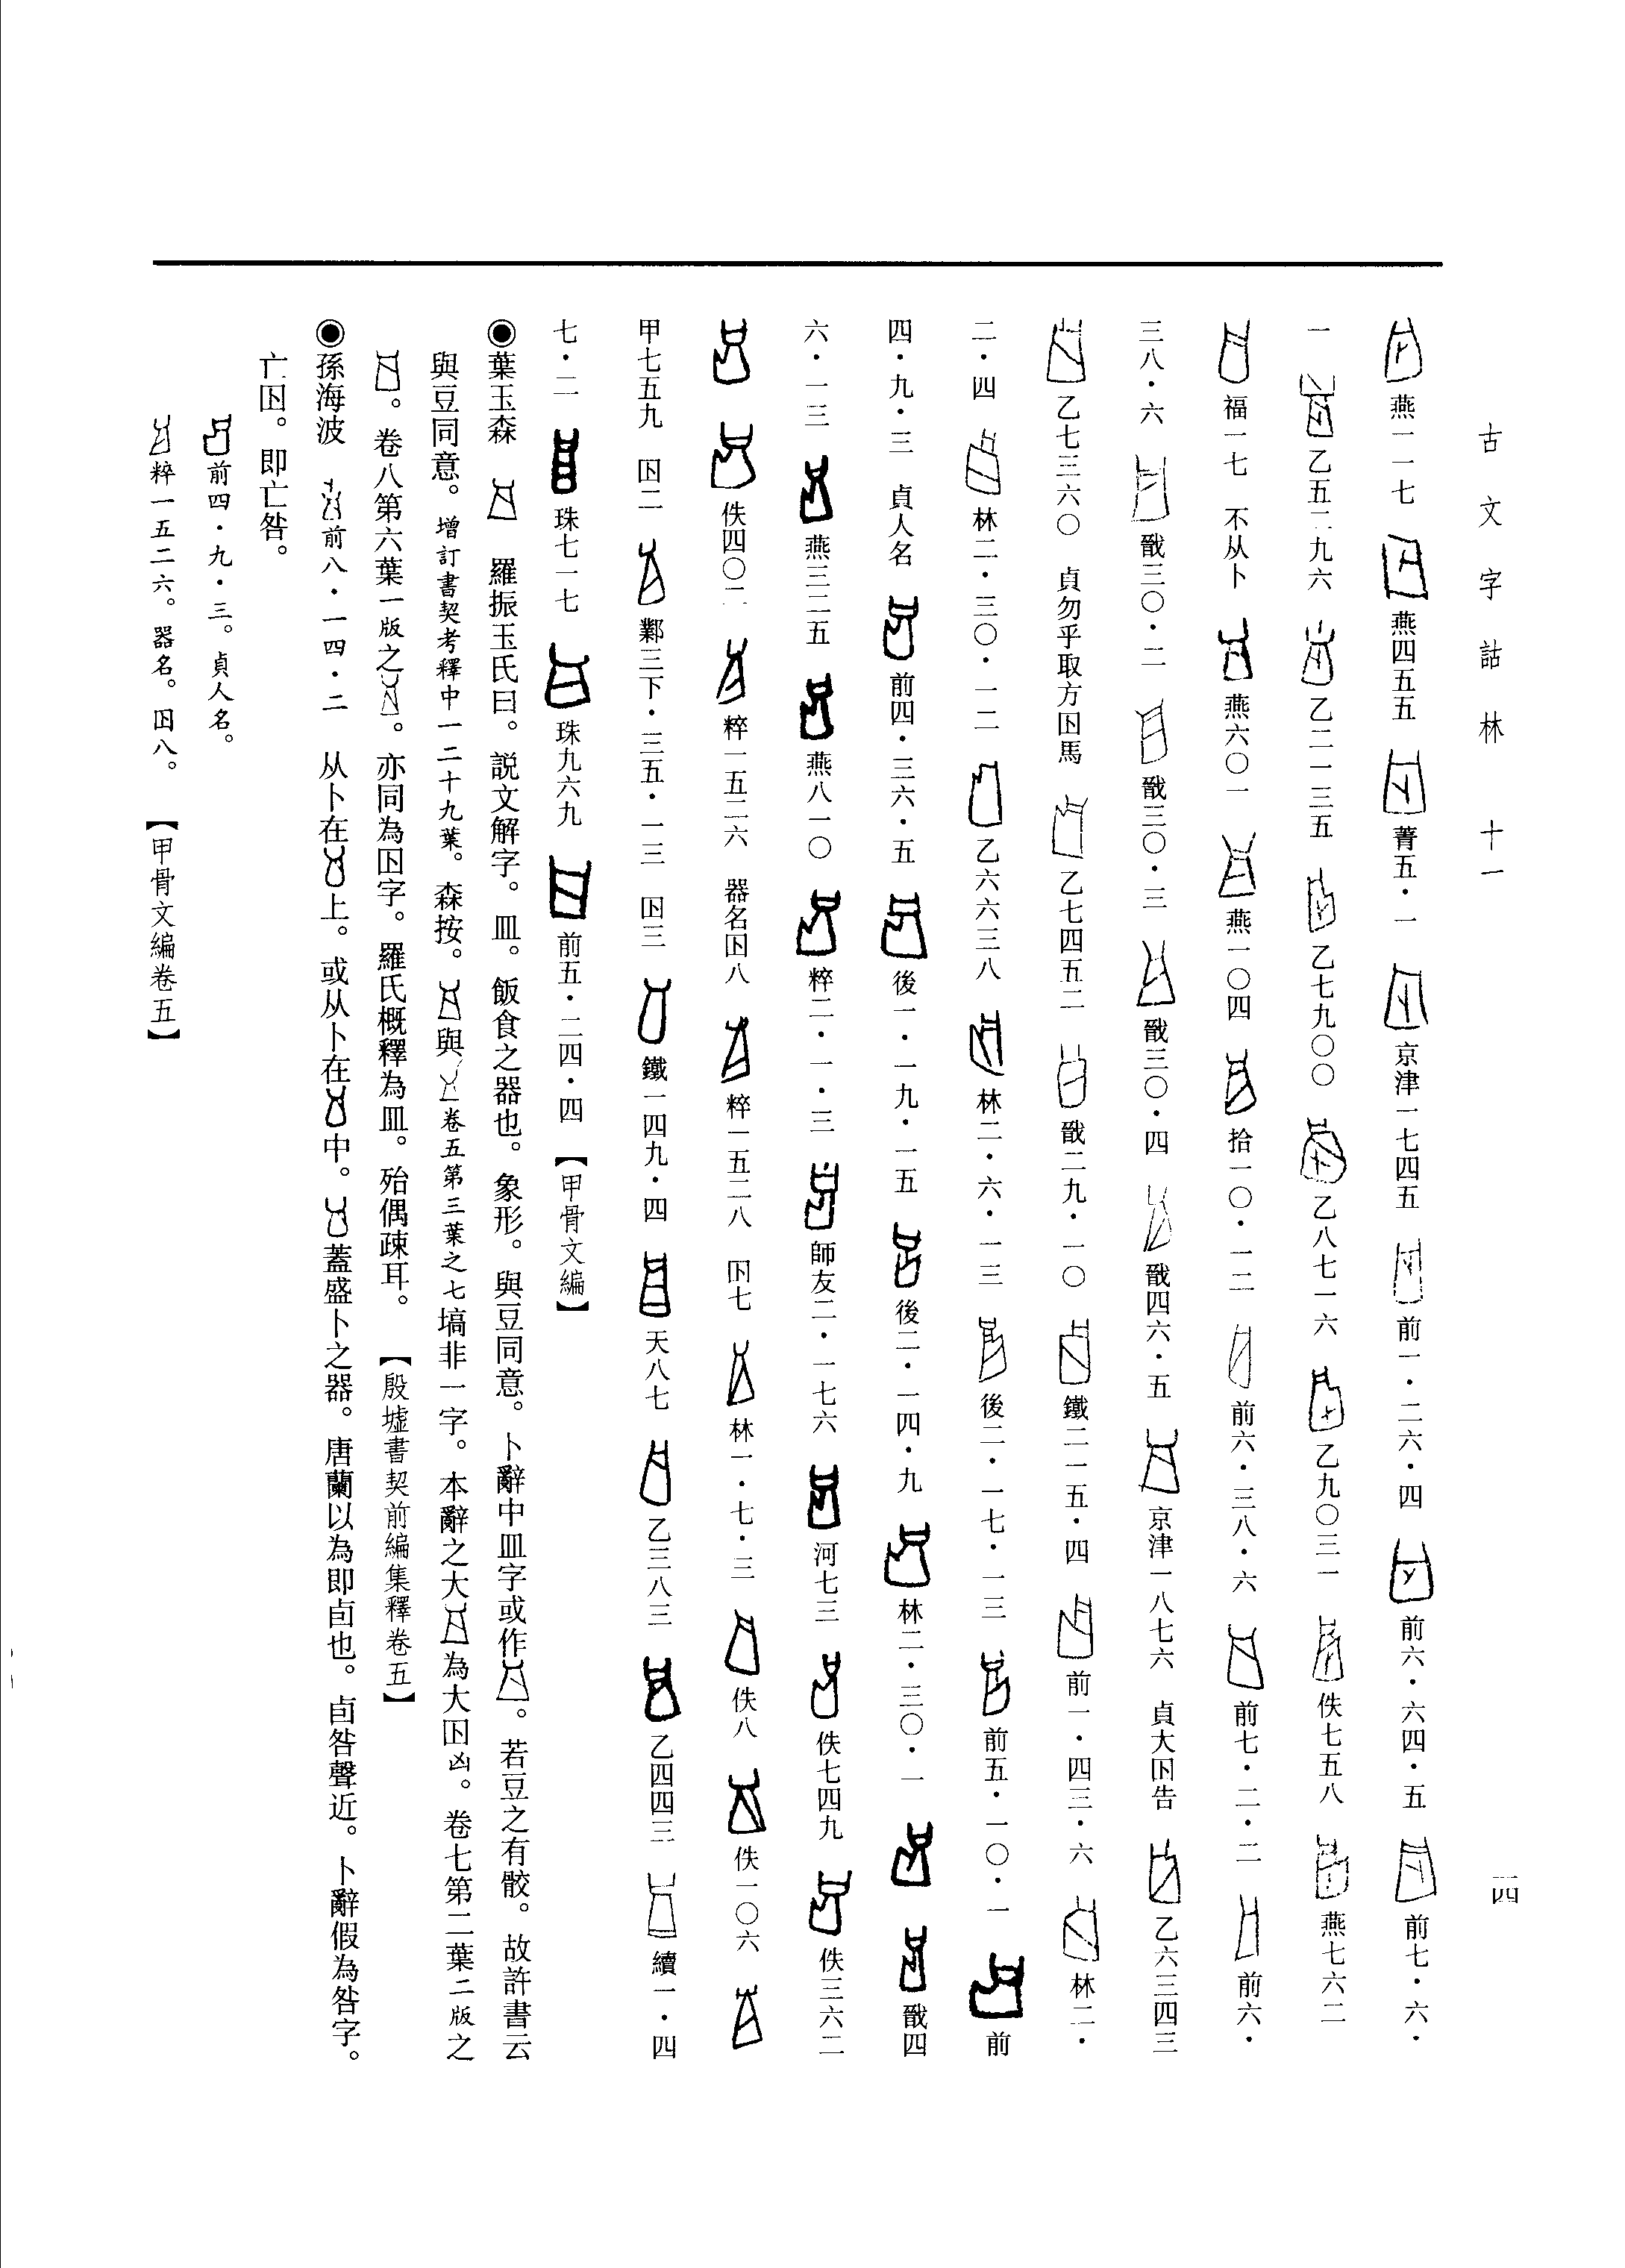 古文字詁林 十一
一四
燕一一七 燕四五五 菁五·一 京津一七四五 前一·二六·四 前六·六四·五 前七·六·
一 乙五二九六 乙二一三五 乙七九〇〇 乙八七一六 乙九〇三一 佚七五八 燕七六二
福一七 不从卜 燕六〇一 燕一〇四 拾一〇·一二 前六·三八·六 前七·二·二 前六·
三八·六 戬三〇·二 戬三〇·三 戬三〇·四 戬四六·五 京津一八七六 貞大𡆥告 乙六三四三
乙七三六〇 貞勿乎取方𡆥馬 乙七四五二 戬二九·一〇 鐵二一五·四 前一·四三·六 林二·
二·四 林二·三〇·一二 乙六六三八 林二·六·一三 後二·一七·一三 前五·一〇·一 前
四·九·三 貞人名 前四·三六·五 後一·一九·一五 後二·一四·九 林二·三〇·一 戬四
六·一三 燕三二五 燕八一〇 粹二·一·三 師友二·一七六 河七三 佚七四九 佚三六二
佚四〇二 粹一五二六 器名𡆥八 粹一五二八 𡆥七 林一·七·三 佚八 佚一〇六
甲七五九 𡆥二 鄴三下·三五·一三 𡆥三 鐵一四九·四 天八七 乙三八三 乙四四三 續一·四
七·二 珠七一七 珠九六九 前五·二四·四 【甲骨文編】
◉葉玉森 羅振玉氏曰。説文解字。皿。飯食之器也。象形。與豆同意。卜辭中皿字或作。若豆之有骹。故許書云
與豆同意。增訂書契考釋中一二十九葉。森按。與卷五第三葉之七塙非一字。本辭之大為大𡆥凶。卷七第二葉二版之
。卷八第六葉一版之。亦同為𡆥字。羅氏概釋為皿。殆偶疎耳。 【殷墟書契前編集釋卷五】
◉孫海波 前八·一四·二 从卜在上。或从卜在中。蓋盛卜之器。唐蘭以為即卣也。卣咎聲近。卜辭假為咎字。
亡𡆥。即亡咎。
前四·九·三。貞人名。
粹一五二六。器名。𡆥八。 【甲骨文編卷五】